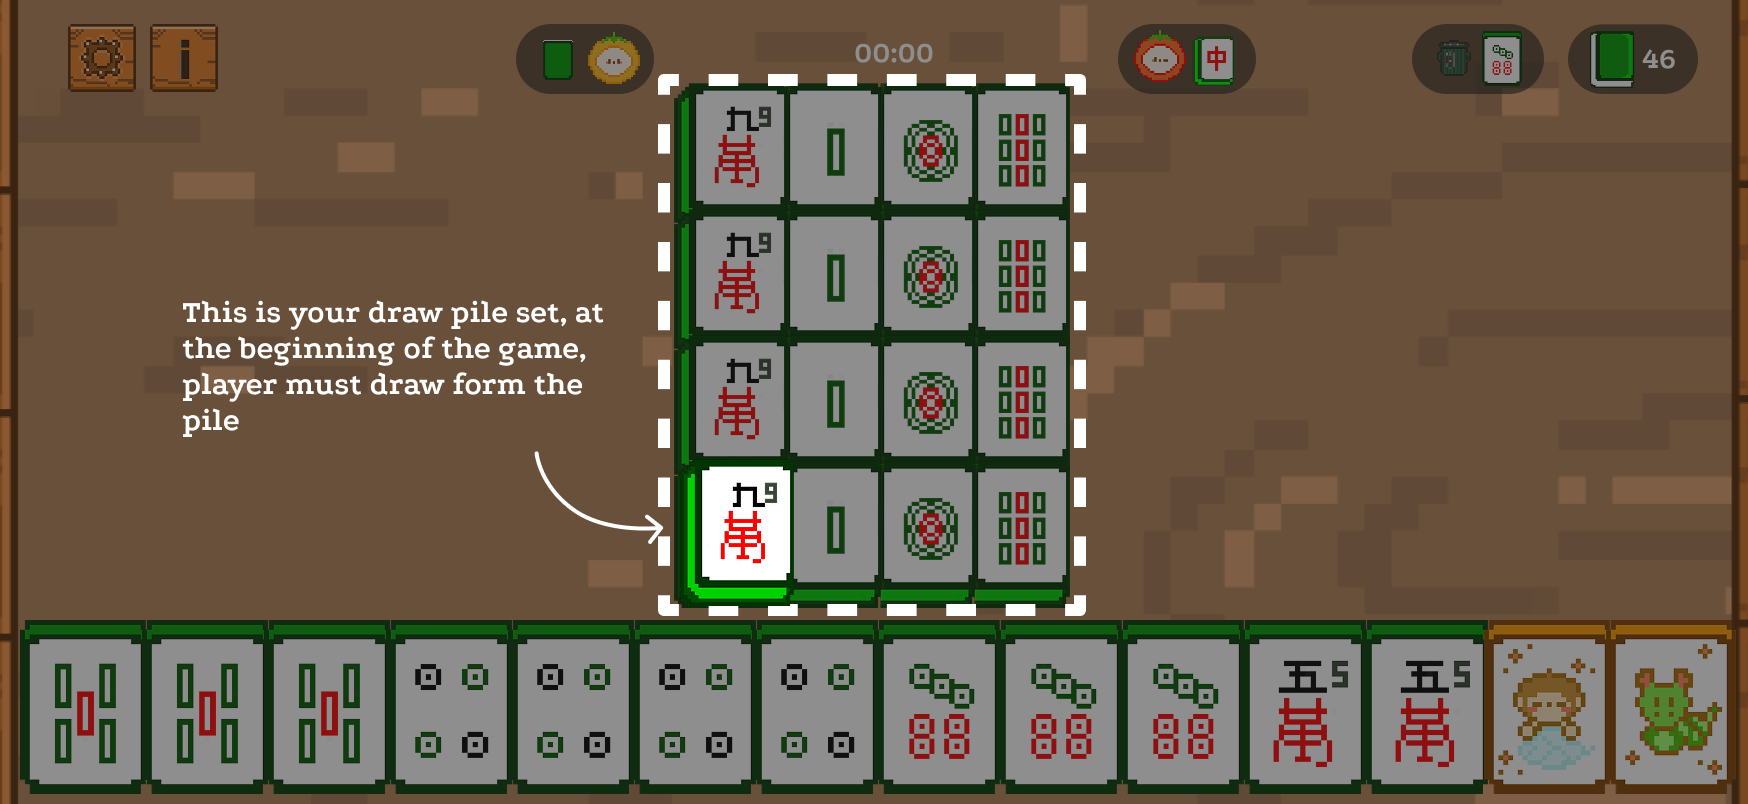 00:00
中
46
九9 萬
九9 萬
九9 萬
This is your draw pile set, at
the beginning of the game,
player must draw form the
pile
九9 萬
五5 五5
萬 萬